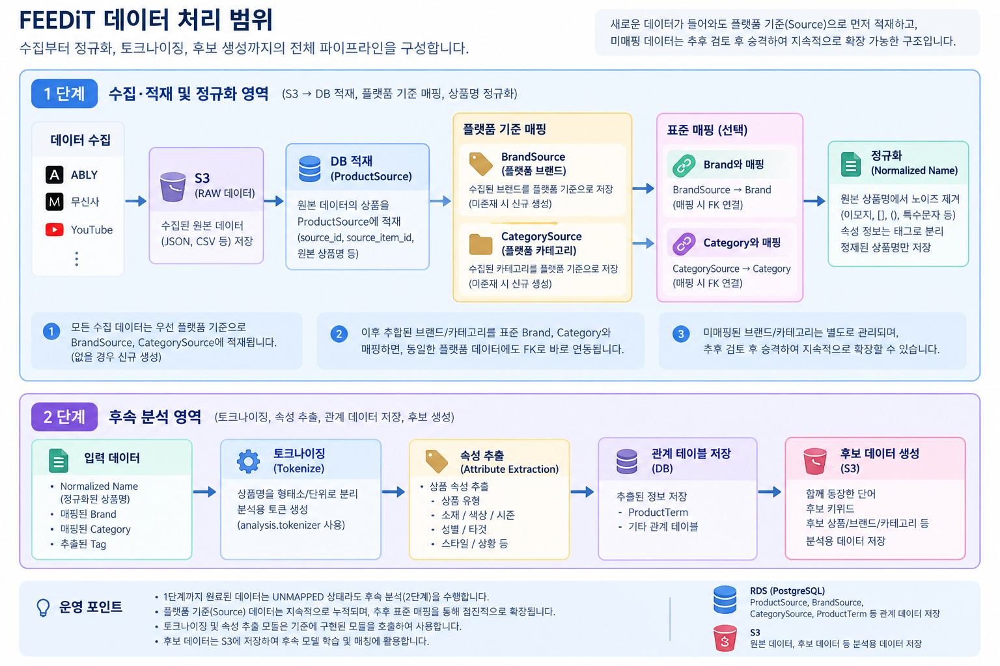 FEEDiT 데이터 처리 범위
수집부터 정규화, 토크나이징, 후보 생성까지의 전체 파이프라인을 구성합니다.
새로운 데이터가 들어와도 플랫폼 기준(Source)으로 먼저 적재하고,
미매핑 데이터는 추후 검토 후 승격하여 지속적으로 확장 가능한 구조입니다.
1 단계
수집·적재 및 정규화 영역
(S3 → DB 적재, 플랫폼 기준 매핑, 상품명 정규화)
데이터 수집
A ABLY
M 무신사
YouTube
S3
(RAW 데이터)
수집된 원본 데이터
(JSON, CSV 등) 저장
DB 적재
(ProductSource)
원본 데이터의 상품을
ProductSource에 적재
(source_id, source_item_id,
원본 상품명 등)
플랫폼 기준 매핑
BrandSource
(플랫폼 브랜드)
수집된 브랜드를 플랫폼 기준으로 저장
(미존재 시 신규 생성)
CategorySource
(플랫폼 카테고리)
수집된 카테고리를 플랫폼 기준으로 저장
(미존재 시 신규 생성)
표준 매핑 (선택)
Brand와 매핑
BrandSource → Brand
(매핑 시 FK 연결)
Category와 매핑
CategorySource → Category
(매핑 시 FK 연결)
정규화
(Normalized Name)
원본 상품명에서 노이즈 제겨
(이모지, [], (), 특수문자 등)
속성 정보는 태그로 분리
정제된 상품명만 저장
1
모든 수집 데이터는 우선 플랫폼 기준으로
BrandSource, CategorySource에 적재됩니다.
(없을 경우 신규 생성)
2
이후 추합된 브랜드/카테고리를 표준 Brand, Category와
매핑하면, 동일한 플랫폼 데이터에도 FK로 바로 연동됩니다.
3
미매핑된 브랜드/카테고리는 별도로 관리되며,
추후 검토 후 승격하여 지속적으로 확장할 수 있습니다.
2 단계
후속 분석 영역
(토크나이징, 속성 추출, 관계 데이터 저장, 후보 생성)
입력 데이터
• Normalized Name
(정규화된 상품명)
• 매핑된 Brand
• 매핑된 Category
• 추출된 Tag
토크나이징
(Tokenize)
상품명을 형태소/단위로 분리
분석용 토큰 생성
(analysis.tokenizer 사용)
속성 추출
(Attribute Extraction)
• 상품 속성 추출
- 상품 유형
- 소재 / 색상 / 시준
- 성별 / 타것
- 스타일 / 상황 등
관계 테이블 저장
(DB)
추출된 정보 저장
- ProductTerm
- 기타 관계 테이블
후보 데이터 생성
(S3)
함께 등장한 단어
후보 키워드
후보 상품/브랜드/카테고리 등
분석용 데이터 저장
운영 포인트
• 1단계까지 원료된 데이터는 UNMAPPED 상태라도 후속 분석(2단계)을 수행합니다.
• 플랫폼 기준(Source) 데이터는 지속적으로 누적되며, 추후 표준 매핑을 통해 점진적으로 확장됩니다.
• 토크나이징 및 속성 추출 모돌은 기준에 구현된 모듈을 호출하여 사용합니다.
• 후보 데이터는 S3에 저장하여 후속 모델 학습 및 매칭에 활용합니다.
RDS (PostgreSQL)
ProductSource, BrandSource,
CategorySource, ProductTerm 등 관계 데이터 저장
S3
원본 데이터, 후보 데이터 등 분석용 데이터 저장